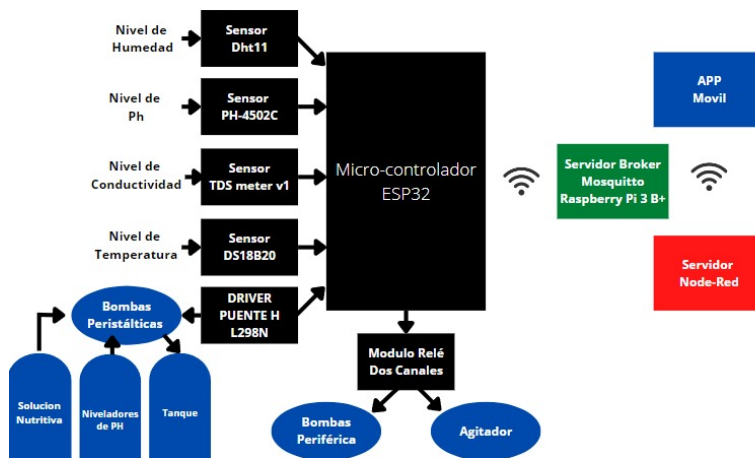 Nivel de
Humedad
Sensor
Dht11
Nivel de
Ph
Sensor
PH-4502C
Nivel de
Conductividad
Sensor
TDS meter v1
Nivel de
Temperatura
Sensor
DS18B20
Bombas
Peristálticas
DRIVER
PUENTE H
L298N
Solucion
Nutritiva
Niveladores
de PH
Tanque
Micro-controlador
ESP32
Modulo Relé
Dos Canales
Bombas
Periférica
Agitador
Servidor Broker
Mosquitto
Raspberry Pi 3 B+
APP
Movil
Servidor
Node-Red